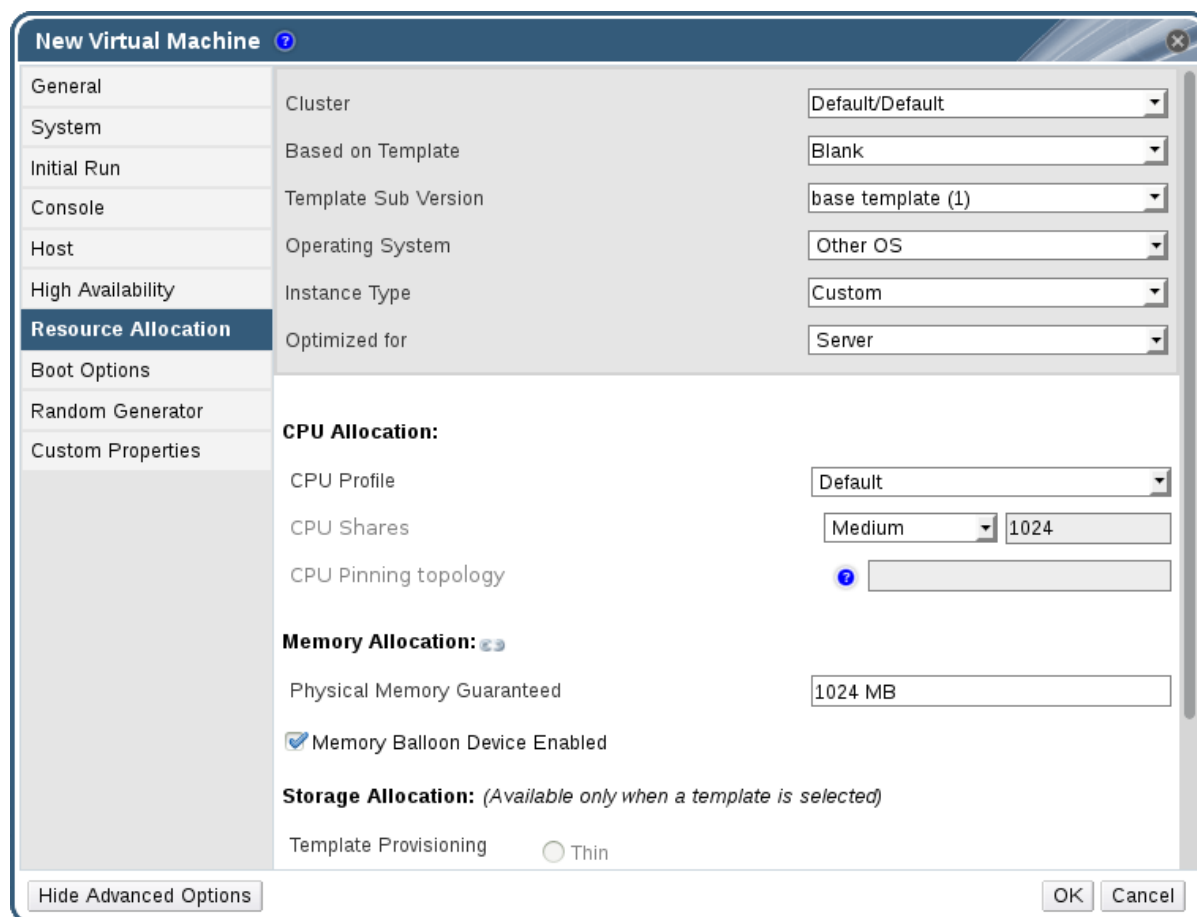 New Virtual Machine ?
General
System
Initial Run
Console
Host
High Availability
Resource Allocation
Boot Options
Random Generator
Custom Properties
Cluster Default/Default
Based on Template Blank
Template Sub Version base template (1)
Operating System Other OS
Instance Type Custom
Optimized for Server
CPU Allocation:
CPU Profile Default
CPU Shares Medium 1024
CPU Pinning topology ?
Memory Allocation:
Physical Memory Guaranteed 1024 MB
Memory Balloon Device Enabled
Storage Allocation: (Available only when a template is selected)
Template Provisioning Thin
Hide Advanced Options OK Cancel